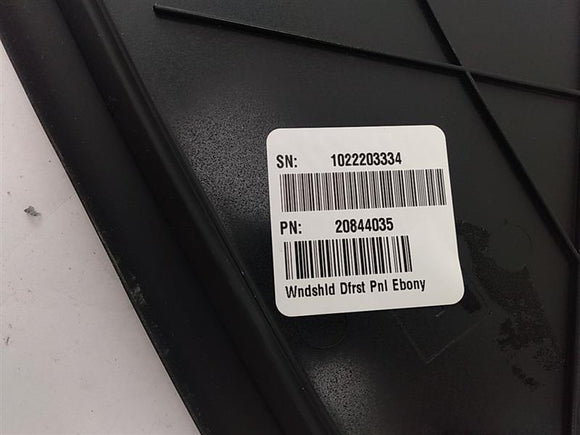 SN: 1022203334
PN: 20844035
Wndshld Dfrst Pnl Ebony